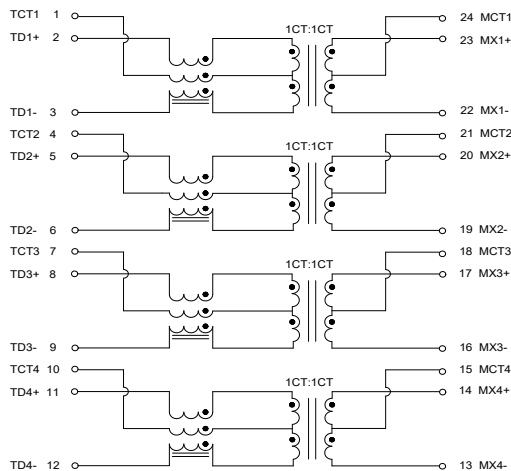 TCT1 1
1CT:1CT
24 MCT1
TD1+ 2
23 MX1+
TD1- 3
22 MX1-
TCT2 4
21 MCT2
1CT:1CT
TD2+ 5
20 MX2+
TD2- 6
19 MX2-
TCT3 7
18 MCT3
1CT:1CT
TD3+ 8
17 MX3+
TD3- 9
16 MX3-
TCT4 10
15 MCT4
1CT:1CT
TD4+ 11
14 MX4+
TD4- 12
13 MX4-